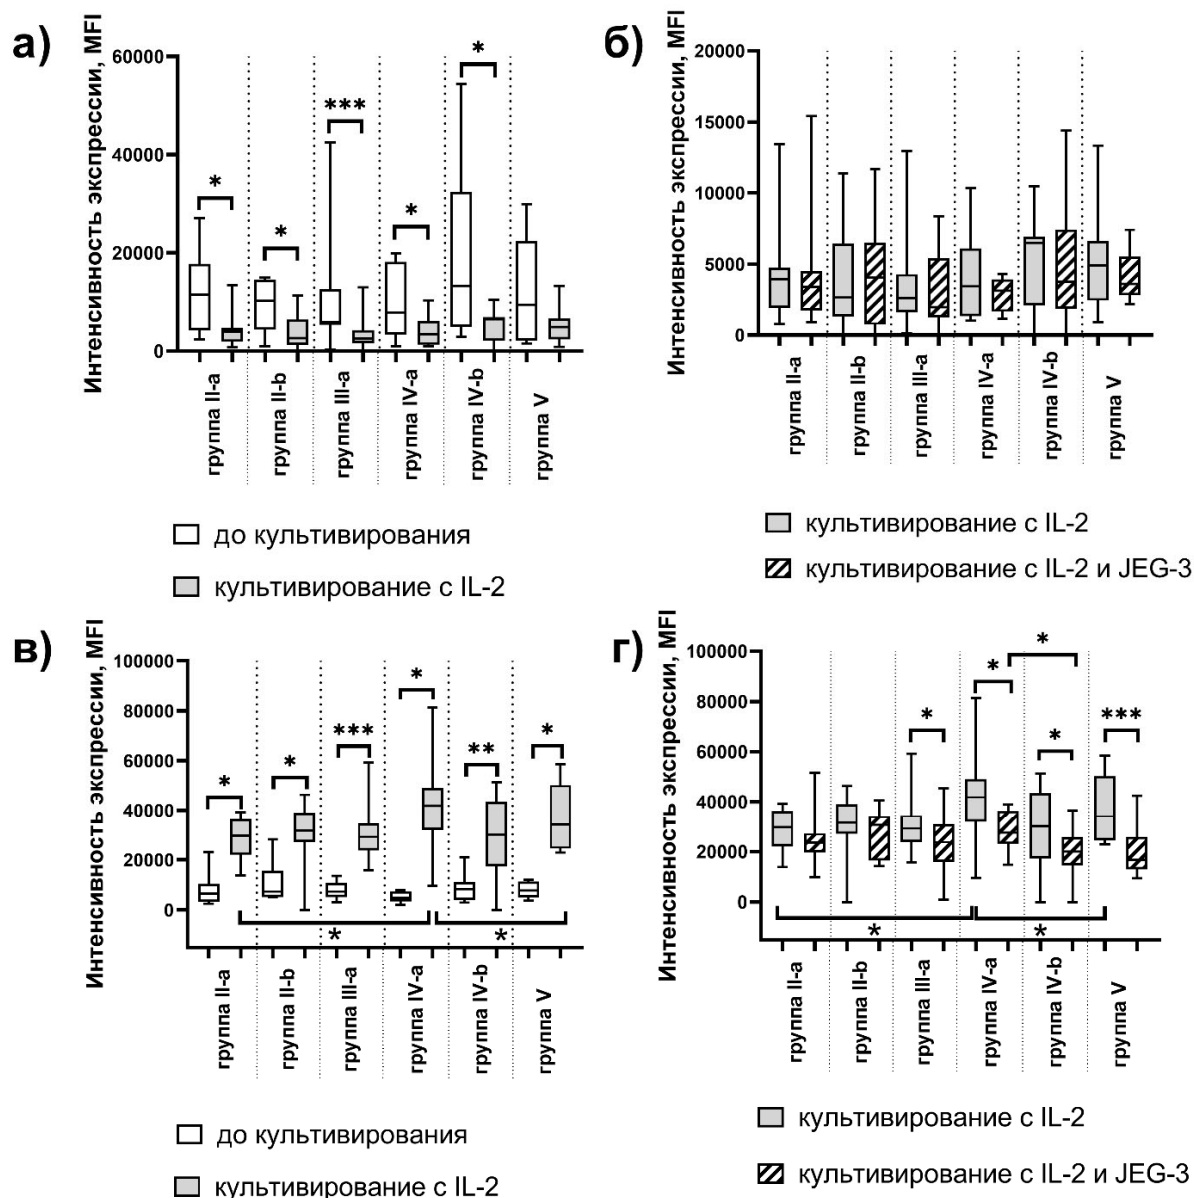 а)
Интенсивность экспрессии, MFI
60000
40000
20000
0
*
*
***
*
*
группа II-a
группа II-b
группа III-a
группа IV-a
группа IV-b
группа V
до культивирования
культивирование с IL-2
б)
Интенсивность экспрессии, MFI
20000
15000
10000
5000
0
группа II-a
группа II-b
группа III-a
группа IV-a
группа IV-b
группа V
культивирование с IL-2
культивирование с IL-2 и JEG-3
в)
Интенсивность экспрессии, MFI
100000
80000
60000
40000
20000
0
*
*
***
*
**
*
*
*
группа II-a
группа II-b
группа III-a
группа IV-a
группа IV-b
группа V
до культивирования
культивирование с IL-2
г)
Интенсивность экспрессии, MFI
100000
80000
60000
40000
20000
0
*
*
*
*
***
*
*
группа II-a
группа II-b
группа III-a
группа IV-a
группа IV-b
группа V
культивирование с IL-2
культивирование с IL-2 и JEG-3